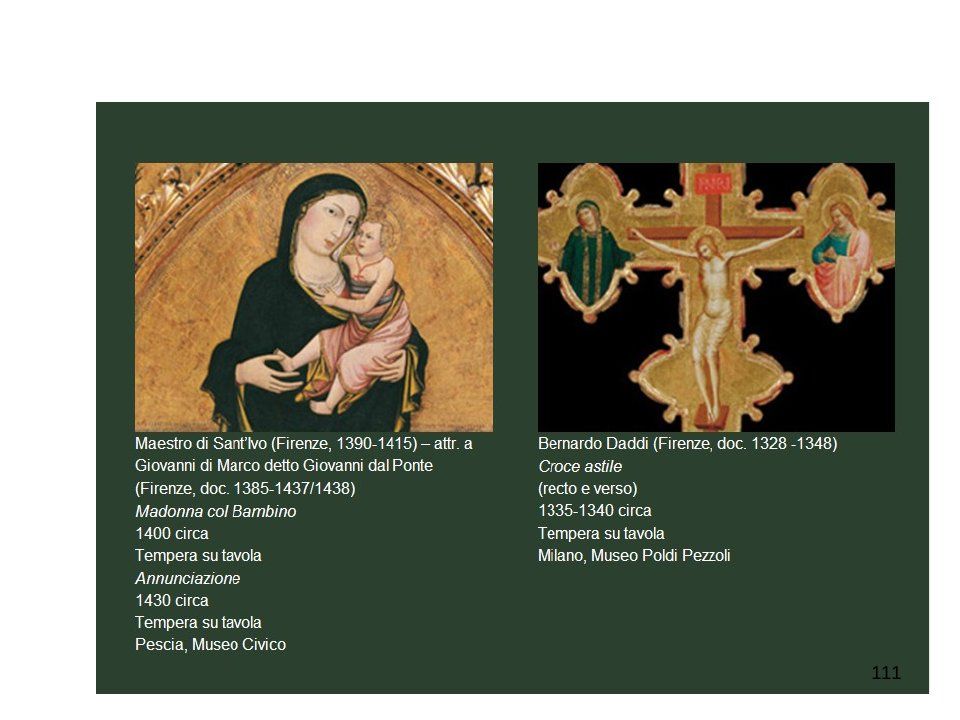 Maestro di Sant'Ivo (Firenze, 1390-1415) – attr. a
Giovanni di Marco detto Giovanni dal Ponte
(Firenze, doc. 1385-1437/1438)
Madonna col Bambino
1400 circa
Tempera su tavola
Annunciazione
1430 circa
Tempera su tavola
Pescia, Museo Civico
Bernardo Daddi (Firenze, doc. 1328 -1348)
Croce astile
(recto e verso)
1335-1340 circa
Tempera su tavola
Milano, Museo Poldi Pezzoli
111